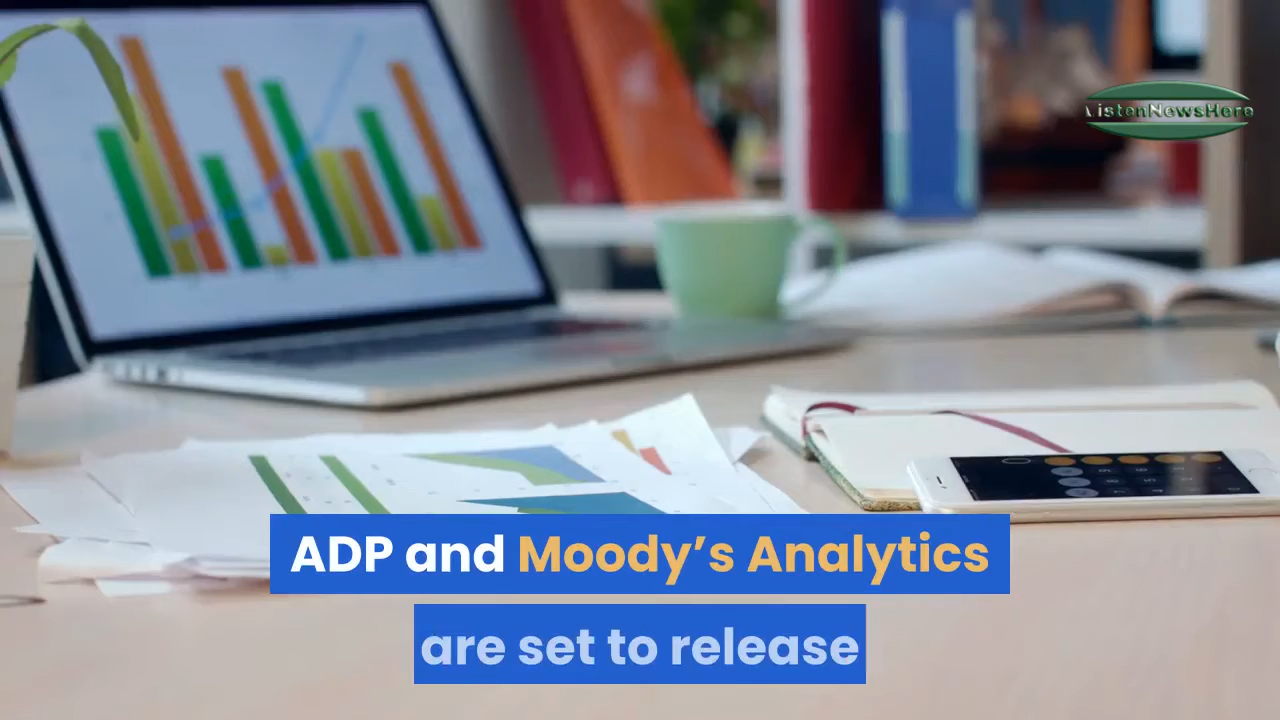 ListenNewsHere
ADP and Moody’s Analytics
are set to release